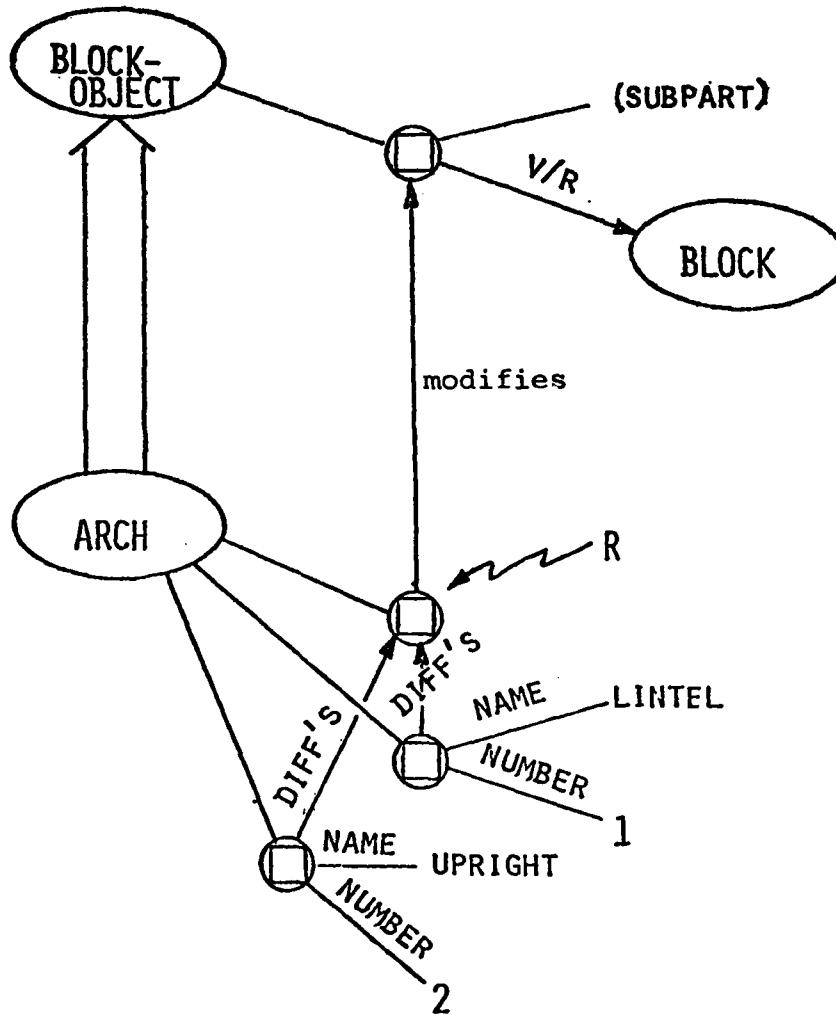 BLOCK-
OBJECT
(SUBPART)
V/R
BLOCK
modifies
ARCH
R
DIFF'S
DIFF'S
NAME
LINTEL
NUMBER
1
NAME
UPRIGHT
NUMBER
2